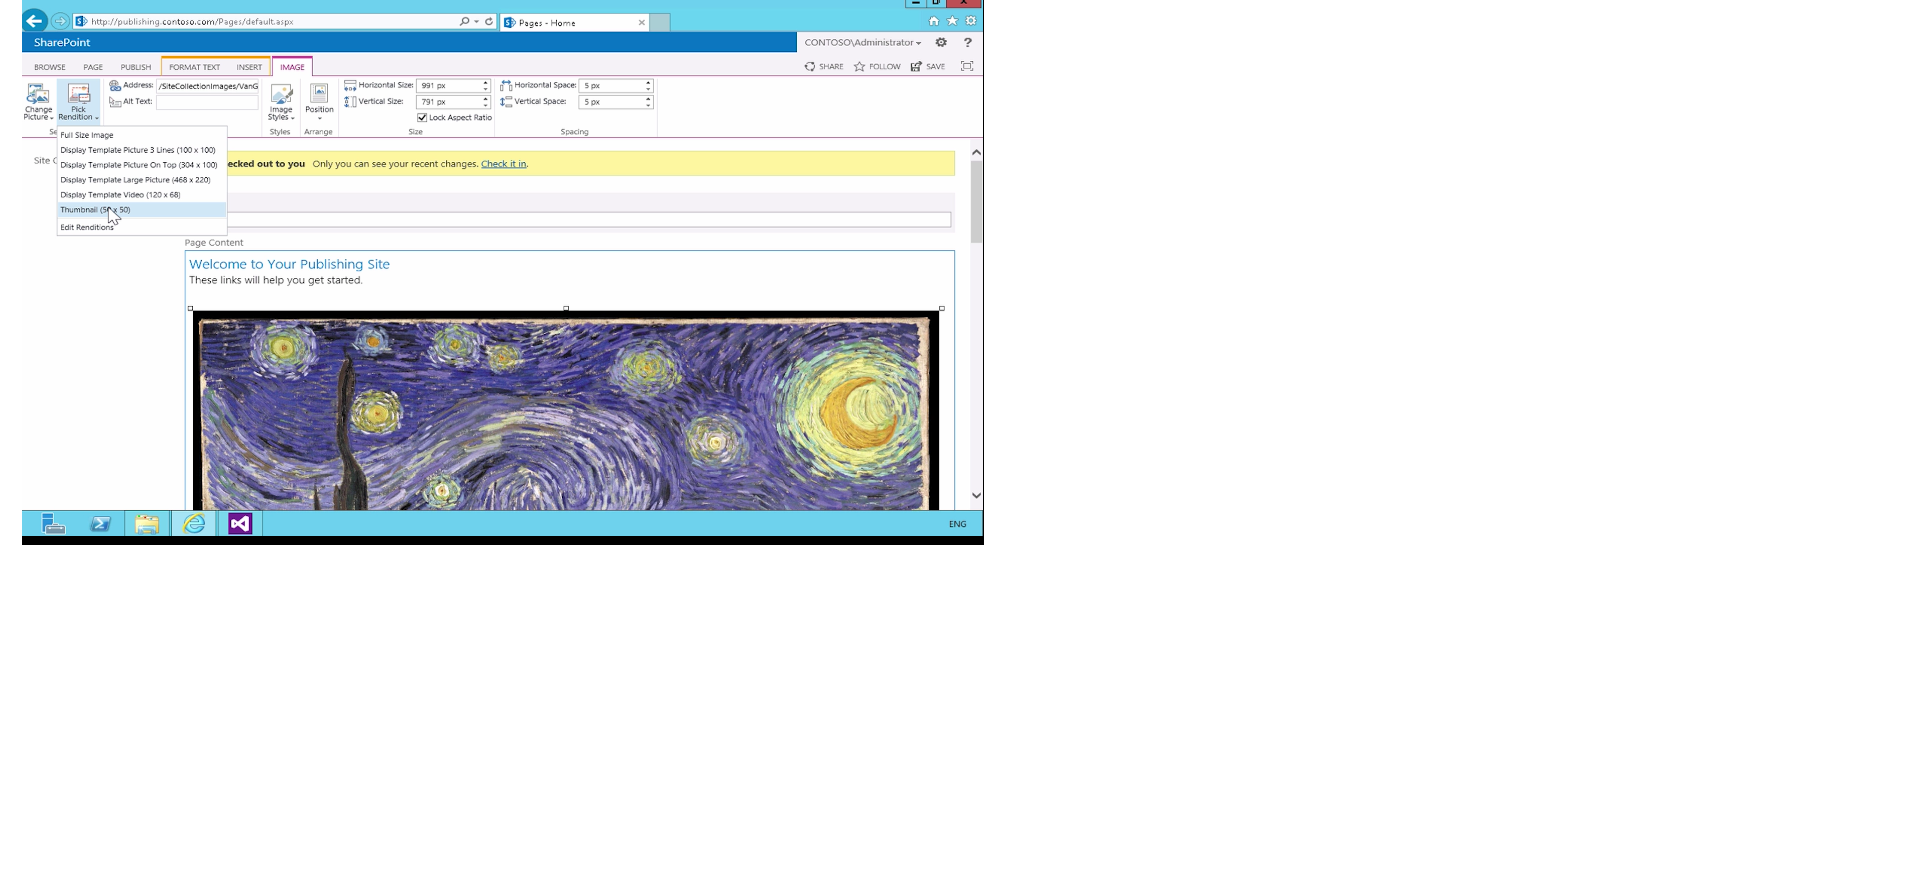 http://publishing.contoso.com/Pages/default.aspx
Pages - Home
SharePoint
CONTOSO\Administrator
?
BROWSE PAGE PUBLISH FORMAT TEXT INSERT IMAGE
SHARE FOLLOW SAVE
Change Picture
Pick Rendition
Address: /SiteCollectionImages/VanG
Alt Text:
Image Styles
Position
Horizontal Size: 991 px
Vertical Size: 791 px
Lock Aspect Ratio
Horizontal Space: 5 px
Vertical Space: 5 px
Styles Arrange Size Spacing
Full Size Image
Display Template Picture 3 Lines (100 x 100)
Display Template Picture On Top (304 x 100)
Display Template Large Picture (468 x 220)
Display Template Video (120 x 68)
Thumbnail (50 x 50)
Edit Renditions
Site
ecked out to you Only you can see your recent changes. Check it in.
Page Content
Welcome to Your Publishing Site
These links will help you get started.
ENG